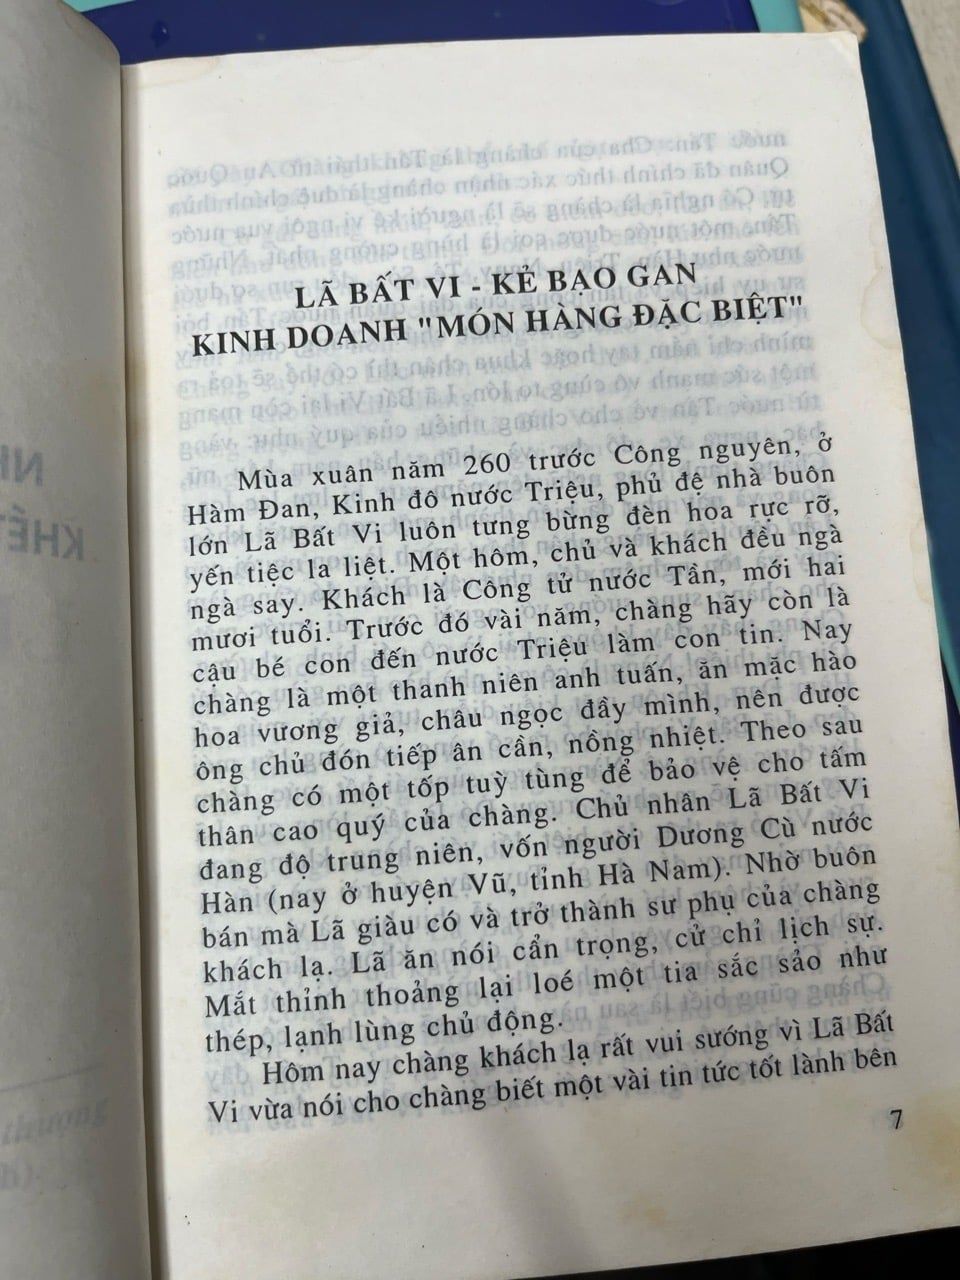 LÃ BẤT VI - KẺ BẠO GAN
KINH DOANH "MÓN HÀNG ĐẶC BIỆT"
Mùa xuân năm 260 trước Công nguyên, ở
Hàm Đan, Kinh đô nước Triệu, phủ đệ nhà buôn
lớn Lã Bất Vi luôn tưng bừng đèn hoa rực rỡ,
yến tiệc la liệt. Một hôm, chủ và khách đều ngà
ngà say. Khách là Công tử nước Tần, mới hai
mươi tuổi. Trước đó vài năm, chàng hãy còn là
cậu bé con đến nước Triệu làm con tin. Nay
chàng là một thanh niên anh tuấn, ăn mặc hào
hoa vương giả, châu ngọc đầy mình, nên được
ông chủ đón tiếp ân cần, nồng nhiệt. Theo sau
chàng có một tốp tuỳ tùng để bảo vệ cho tấm
thân cao quý của chàng. Chủ nhân Lã Bất Vi
đang độ trung niên, vốn người Dương Cù nước
Hàn (nay ở huyện Vũ, tỉnh Hà Nam). Nhờ buôn
bán mà Lã giàu có và trở thành sư phụ của chàng
khách lạ. Lã ăn nói cẩn trọng, cử chỉ lịch sự.
Mắt thỉnh thoảng lại loé một tia sắc sảo như
thép, lạnh lùng chủ động.
Hôm nay chàng khách lạ rất vui sướng vì Lã Bất
Vi vừa nói cho chàng biết một vài tin tức tốt lành bên
7